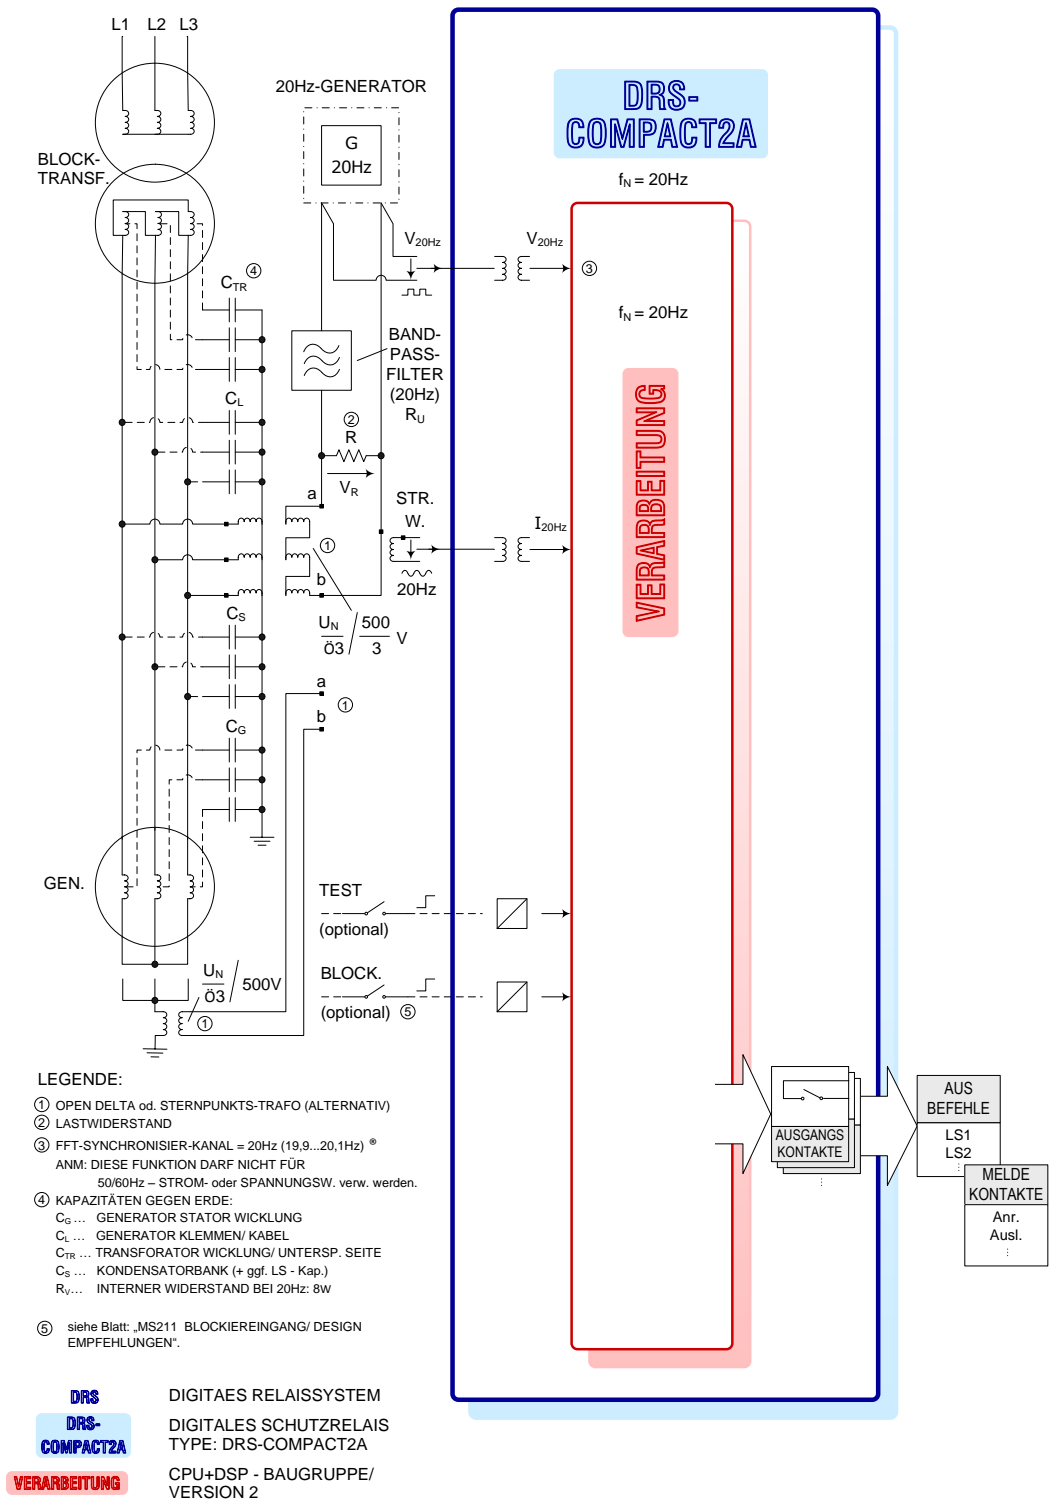 L1 L2 L3
20Hz-GENERATOR
G
20Hz
BLOCK-
TRANSF.
DRS-
COMPACT2A
fN = 20Hz
V20Hz
V20Hz
3
fN = 20Hz
CTR 4
BAND-
PASS-
FILTER
(20Hz)
RU
VERARBEITUNG
CL
2
R
VR
a
STR.
W.
I20Hz
1
b
20Hz
UN
Ö3
500
3
V
CS
a
1
b
CG
GEN.
TEST
(optional)
BLOCK.
(optional) 5
UN
Ö3
500V
1
LEGENDE:
1 OPEN DELTA od. STERNPUNKTS-TRAFO (ALTERNATIV)
2 LASTWIDERSTAND
3 FFT-SYNCHRONISIER-KANAL = 20Hz (19,9...20,1Hz) ®
ANM: DIESE FUNKTION DARF NICHT FÜR
50/60Hz – STROM- oder SPANNUNGSW. verw. werden.
4 KAPAZITÄTEN GEGEN ERDE:
CG ... GENERATOR STATOR WICKLUNG
CL ... GENERATOR KLEMMEN/ KABEL
CTR ... TRANSFORATOR WICKLUNG/ UNTERSP. SEITE
CS ... KONDENSATORBANK (+ ggf. LS - Kap.)
RV... INTERNER WIDERSTAND BEI 20Hz: 8w
5 siehe Blatt: „MS211 BLOCKIEREINGANG/ DESIGN
EMPFEHLUNGEN“.
AUSGANGS
KONTAKTE
AUS
BEFEHLE
LS1
LS2
MELDE
KONTAKTE
Anr.
Ausl.
DRS DIGITAES RELAISSYSTEM
DRS-
COMPACT2A
DIGITALES SCHUTZRELAIS
TYPE: DRS-COMPACT2A
VERARBEITUNG
CPU+DSP - BAUGRUPPE/
VERSION 2